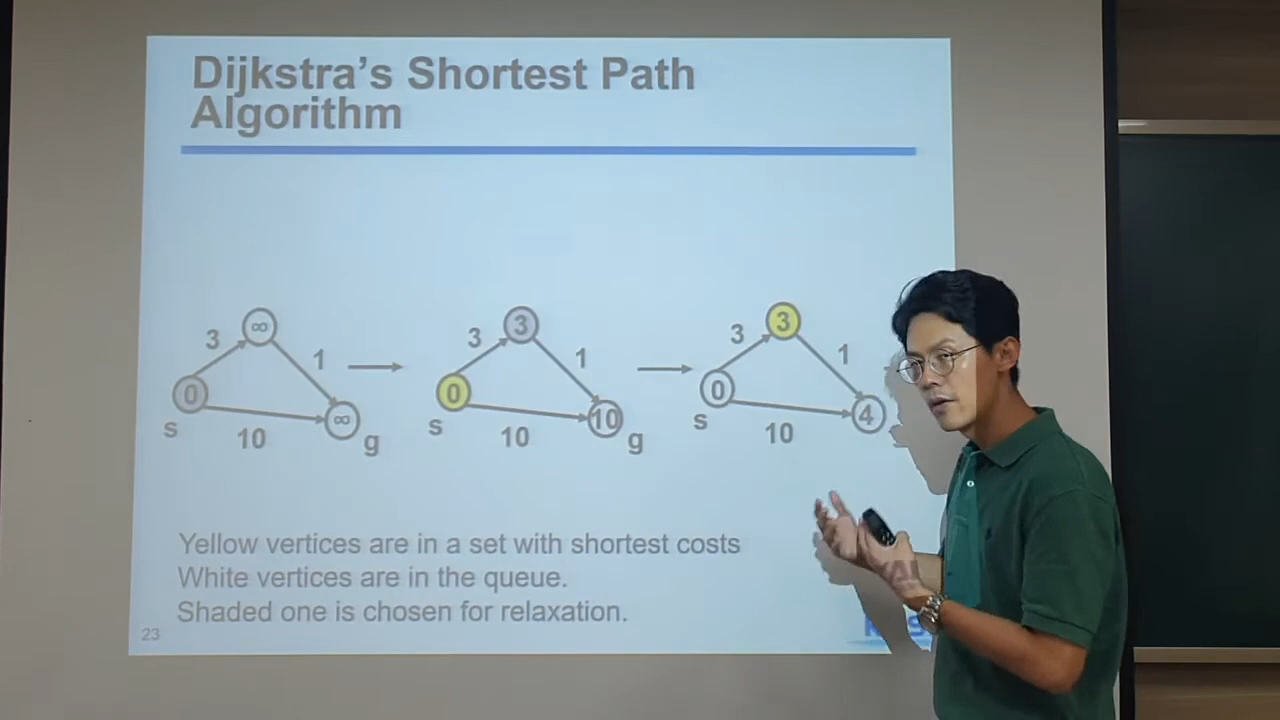 Dijkstra's Shortest Path
Algorithm
3
∞
1
0
∞
s
10
g
3
3
1
0
10
s
10
g
3
3
1
0
4
s
10
Yellow vertices are in a set with shortest costs
White vertices are in the queue.
Shaded one is chosen for relaxation.
23